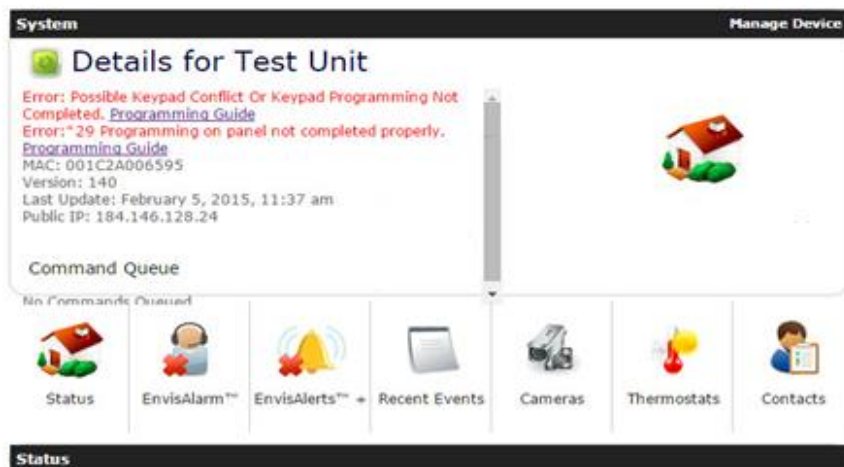 System
Manage Device
Details for Test Unit
Error: Possible Keypad Conflict Or Keypad Programming Not
Completed. Programming Guide
Error:*29 Programming on panel not completed properly.
Programming Guide
MAC: 001C2A006595
Version: 140
Last Update: February 5, 2015, 11:37 am
Public IP: 184.146.128.24
Command Queue
No Commands Queued
Status
EnvisAlarm™
EnvisAlerts™ +
Recent Events
Cameras
Thermostats
Contacts
Status